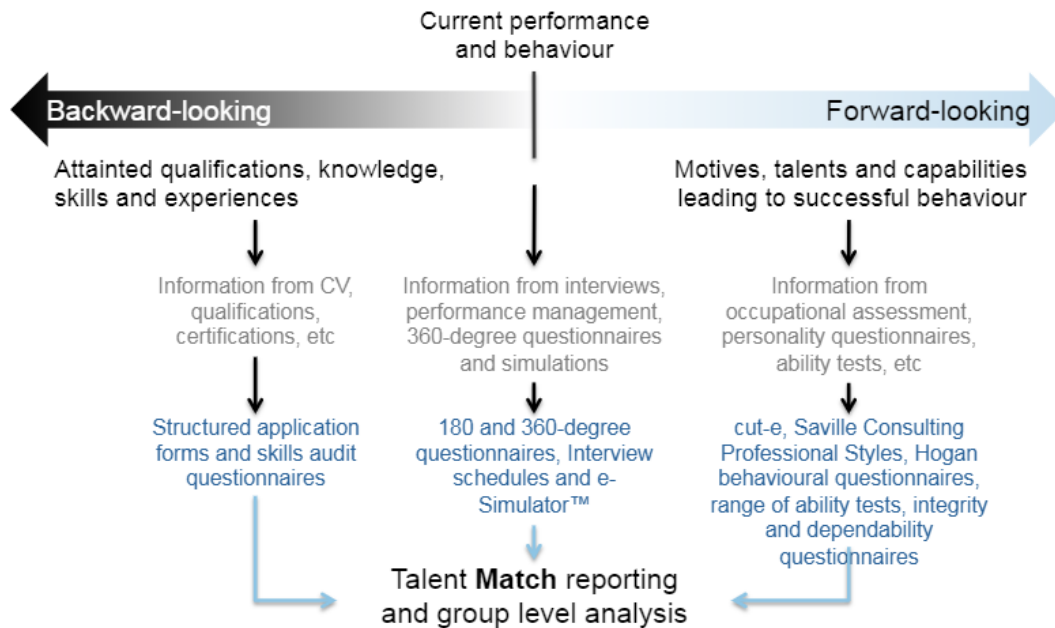 Current performance
and behaviour
Backward-looking
Forward-looking
Attainted qualifications, knowledge,
skills and experiences
Motives, talents and capabilities
leading to successful behaviour
Information from CV,
qualifications,
certifications, etc
Information from interviews,
performance management,
360-degree questionnaires
and simulations
Information from
occupational assessment,
personality questionnaires,
ability tests, etc
Structured application
forms and skills audit
questionnaires
180 and 360-degree
questionnaires, Interview
schedules and e-
Simulator™
cut-e, Saville Consulting
Professional Styles, Hogan
behavioural questionnaires,
range of ability tests, integrity
and dependability
questionnaires
Talent Match reporting
and group level analysis